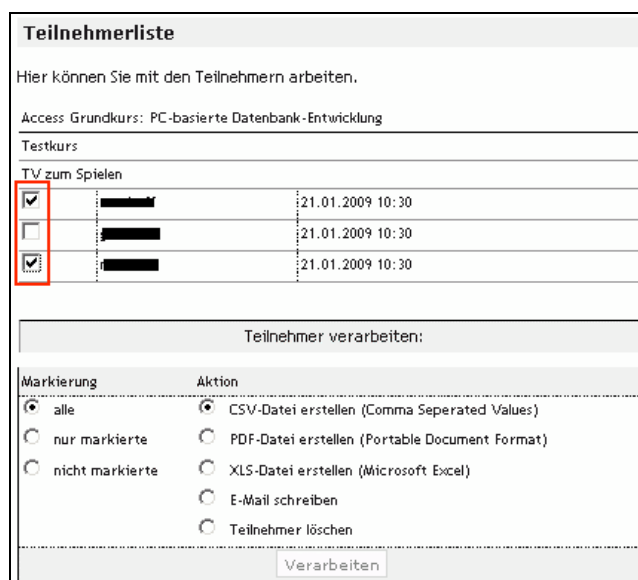 Teilnehmerliste
Hier können Sie mit den Teilnehmern arbeiten.
Access Grundkurs: PC-basierte Datenbank-Entwicklung
Testkurs
TV zum Spielen
21.01.2009 10:30
21.01.2009 10:30
21.01.2009 10:30
Teilnehmer verarbeiten:
Markierung Aktion
alle CSV-Datei erstellen (Comma Seperated Values)
nur markierte PDF-Datei erstellen (Portable Document Format)
nicht markierte XLS-Datei erstellen (Microsoft Excel)
E-Mail schreiben
Teilnehmer löschen
Verarbeiten